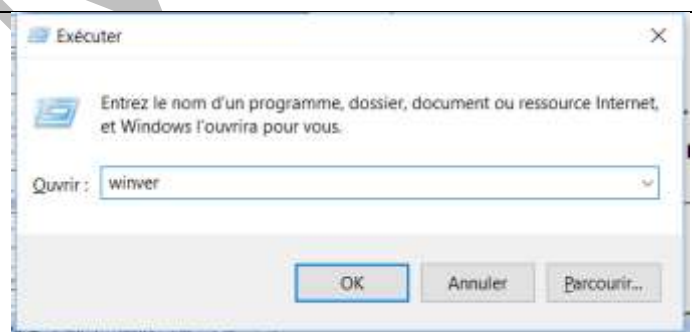 Exécuter
Entrez le nom d'un programme, dossier, document ou ressource Internet,
et Windows l'ouvrira pour vous.
Ouvrir : winver
OK Annuler Parcourir...